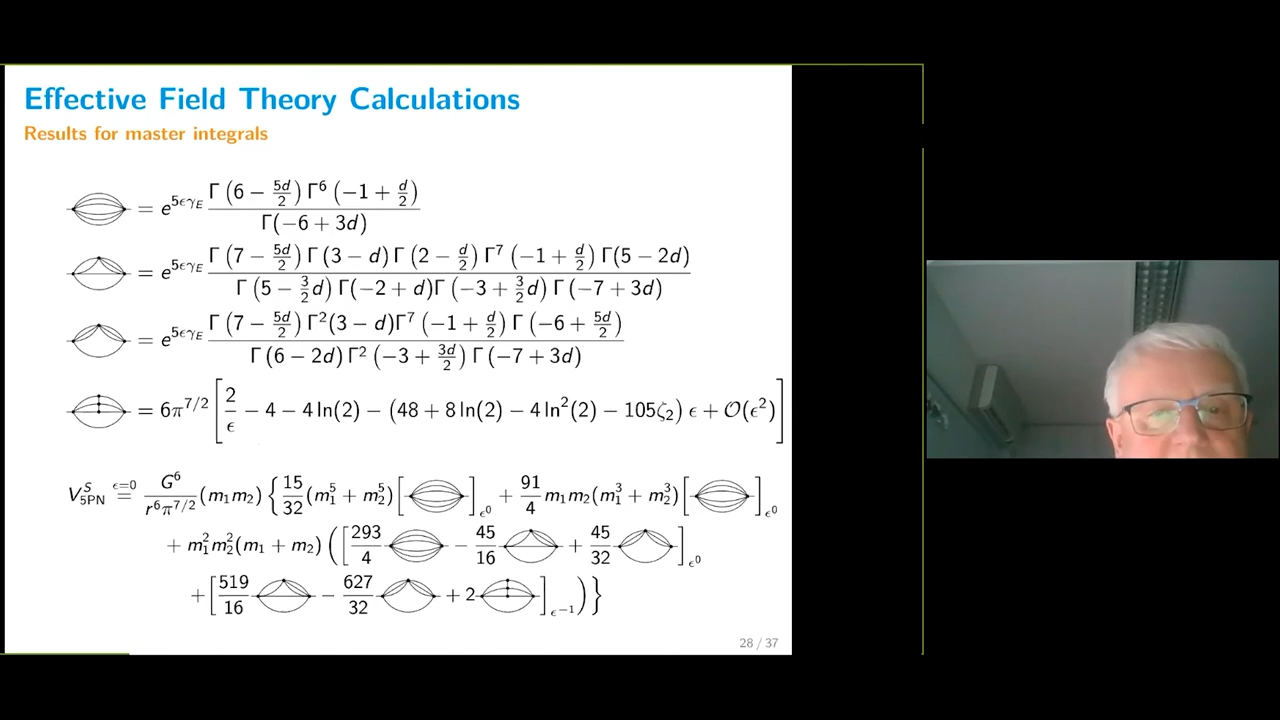 Effective Field Theory Calculations
Results for master integrals
= e^{5ϵγ_E} Γ(6 − 5d/2) Γ^6(−1 + d/2) / Γ(−6 + 3d)
= e^{5ϵγ_E} Γ(7 − 5d/2) Γ(3 − d) Γ(2 − d/2) Γ^7(−1 + d/2) Γ(5 − 2d) / Γ(5 − 3/2 d) Γ(−2 + d) Γ(−3 + 3/2 d) Γ(−7 + 3d)
= e^{5ϵγ_E} Γ(7 − 5d/2) Γ^2(3 − d) Γ^7(−1 + d/2) Γ(−6 + 5d/2) / Γ(6 − 2d) Γ^2(−3 + 3d/2) Γ(−7 + 3d)
= 6π^{7/2} [2/ϵ − 4 − 4 ln(2) − (48 + 8 ln(2) − 4 ln^2(2) − 105ζ_2) ϵ + O(ϵ^2)]
V^S_{5PN} ϵ=0 = G^6 / r^6 π^{7/2} (m_1 m_2) { 15/32 (m_1^5 + m_2^5) [ ]_{ϵ^0} + 91/4 m_1 m_2 (m_1^3 + m_2^3) [ ]_{ϵ^0}
+ m_1^2 m_2^2 (m_1 + m_2) ( [ 293/4 − 45/16 + 45/32 ]_{ϵ^0}
+ [ 519/16 − 627/32 + 2 ]_{ϵ^{−1}} ) }
28 / 37